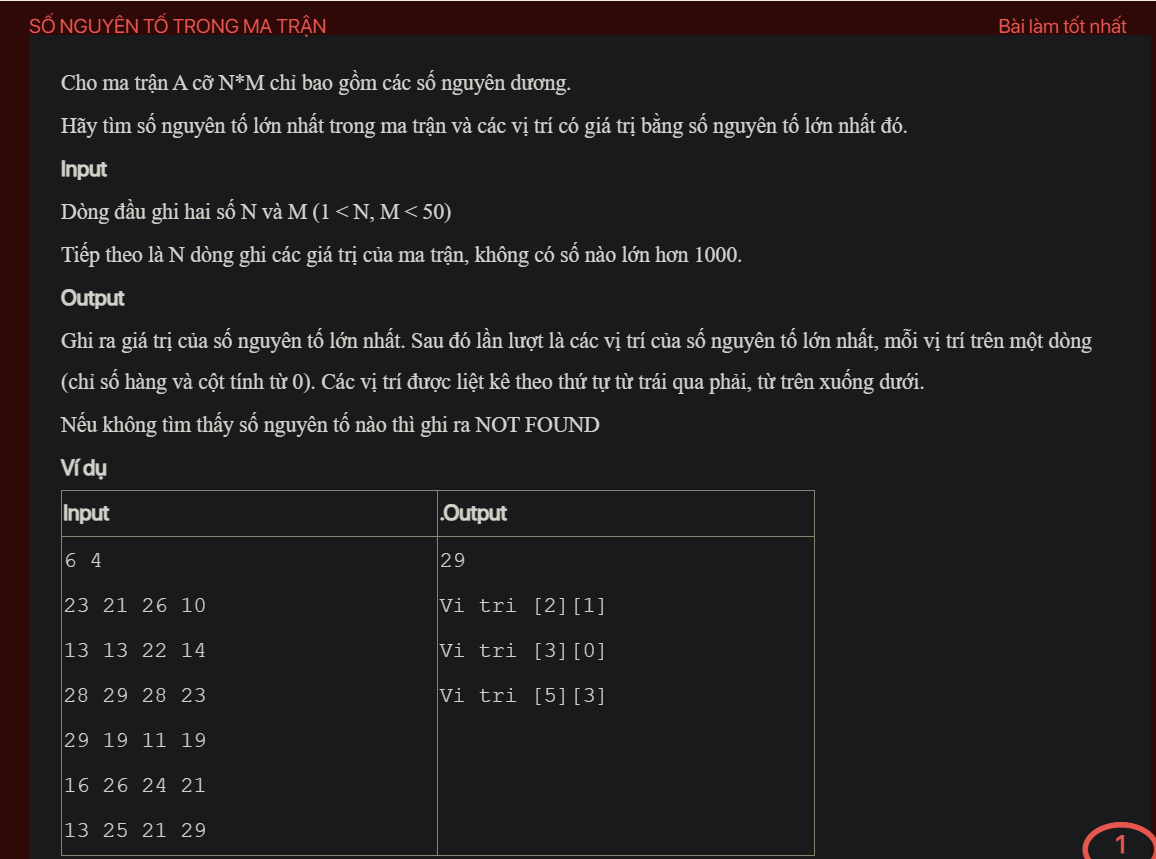 SỐ NGUYÊN TỐ TRONG MA TRẬN Bài làm tốt nhất
Cho ma trận A cỡ N*M chỉ bao gồm các số nguyên dương.
Hãy tìm số nguyên tố lớn nhất trong ma trận và các vị trí có giá trị bằng số nguyên tố lớn nhất đó.
Input
Dòng đầu ghi hai số N và M (1 < N, M < 50)
Tiếp theo là N dòng ghi các giá trị của ma trận, không có số nào lớn hơn 1000.
Output
Ghi ra giá trị của số nguyên tố lớn nhất. Sau đó lần lượt là các vị trí của số nguyên tố lớn nhất, mỗi vị trí trên một dòng
(chỉ số hàng và cột tính từ 0). Các vị trí được liệt kê theo thứ tự từ trái qua phải, từ trên xuống dưới.
Nếu không tìm thấy số nguyên tố nào thì ghi ra NOT FOUND
Ví dụ
Input .Output
6 4 29
23 21 26 10 Vi tri [2][1]
13 13 22 14 Vi tri [3][0]
28 29 28 23 Vi tri [5][3]
29 19 11 19
16 26 24 21
13 25 21 29
1